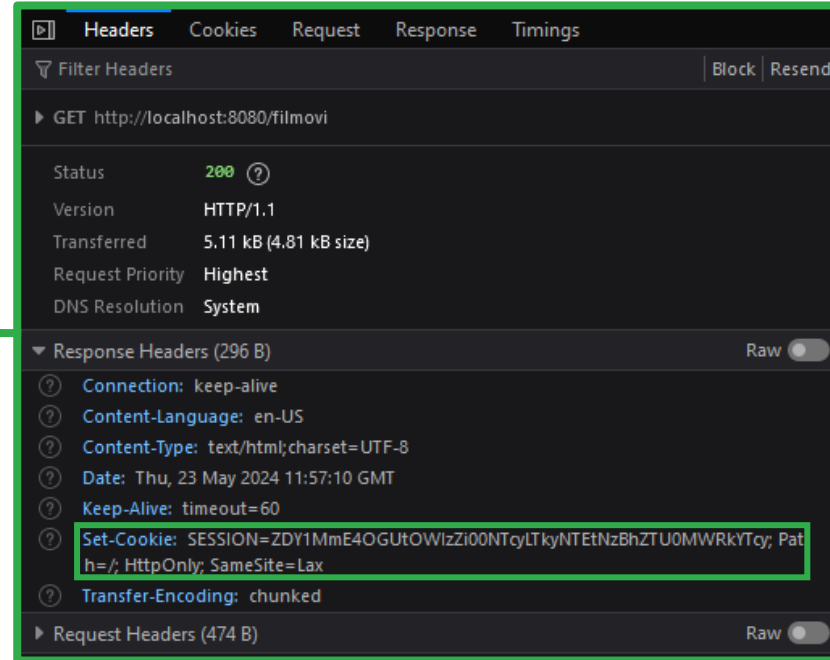 Headers Cookies Request Response Timings
Filter Headers Block Resend
GET http://localhost:8080/filmovi
Status 200 ?
Version HTTP/1.1
Transferred 5.11 kB (4.81 kB size)
Request Priority Highest
DNS Resolution System
Response Headers (296 B) Raw
? Connection: keep-alive
? Content-Language: en-US
? Content-Type: text/html;charset=UTF-8
? Date: Thu, 23 May 2024 11:57:10 GMT
? Keep-Alive: timeout=60
? Set-Cookie: SESSION=ZDY1MmE4OGUtOWIzZi00NTcyLTkyNTEtNzBhZTU0MWRkYTcy; Pat
h=/; HttpOnly; SameSite=Lax
? Transfer-Encoding: chunked
Request Headers (474 B) Raw